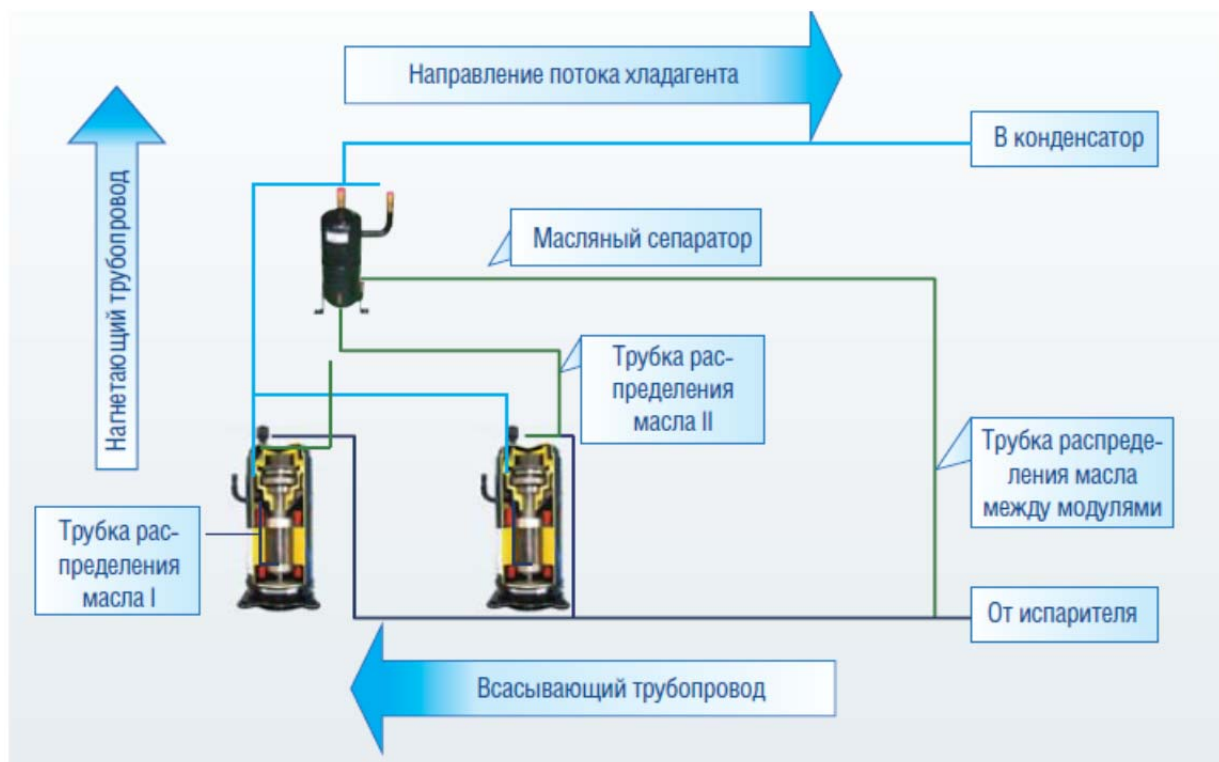 Направление потока хладагента
В конденсатор
Нагнетающий трубопровод
Масляный сепаратор
Трубка рас-
пределения
масла II
Трубка распреде-
ления масла
между модулями
Трубка рас-
пределения
масла I
От испарителя
Всасывающий трубопровод